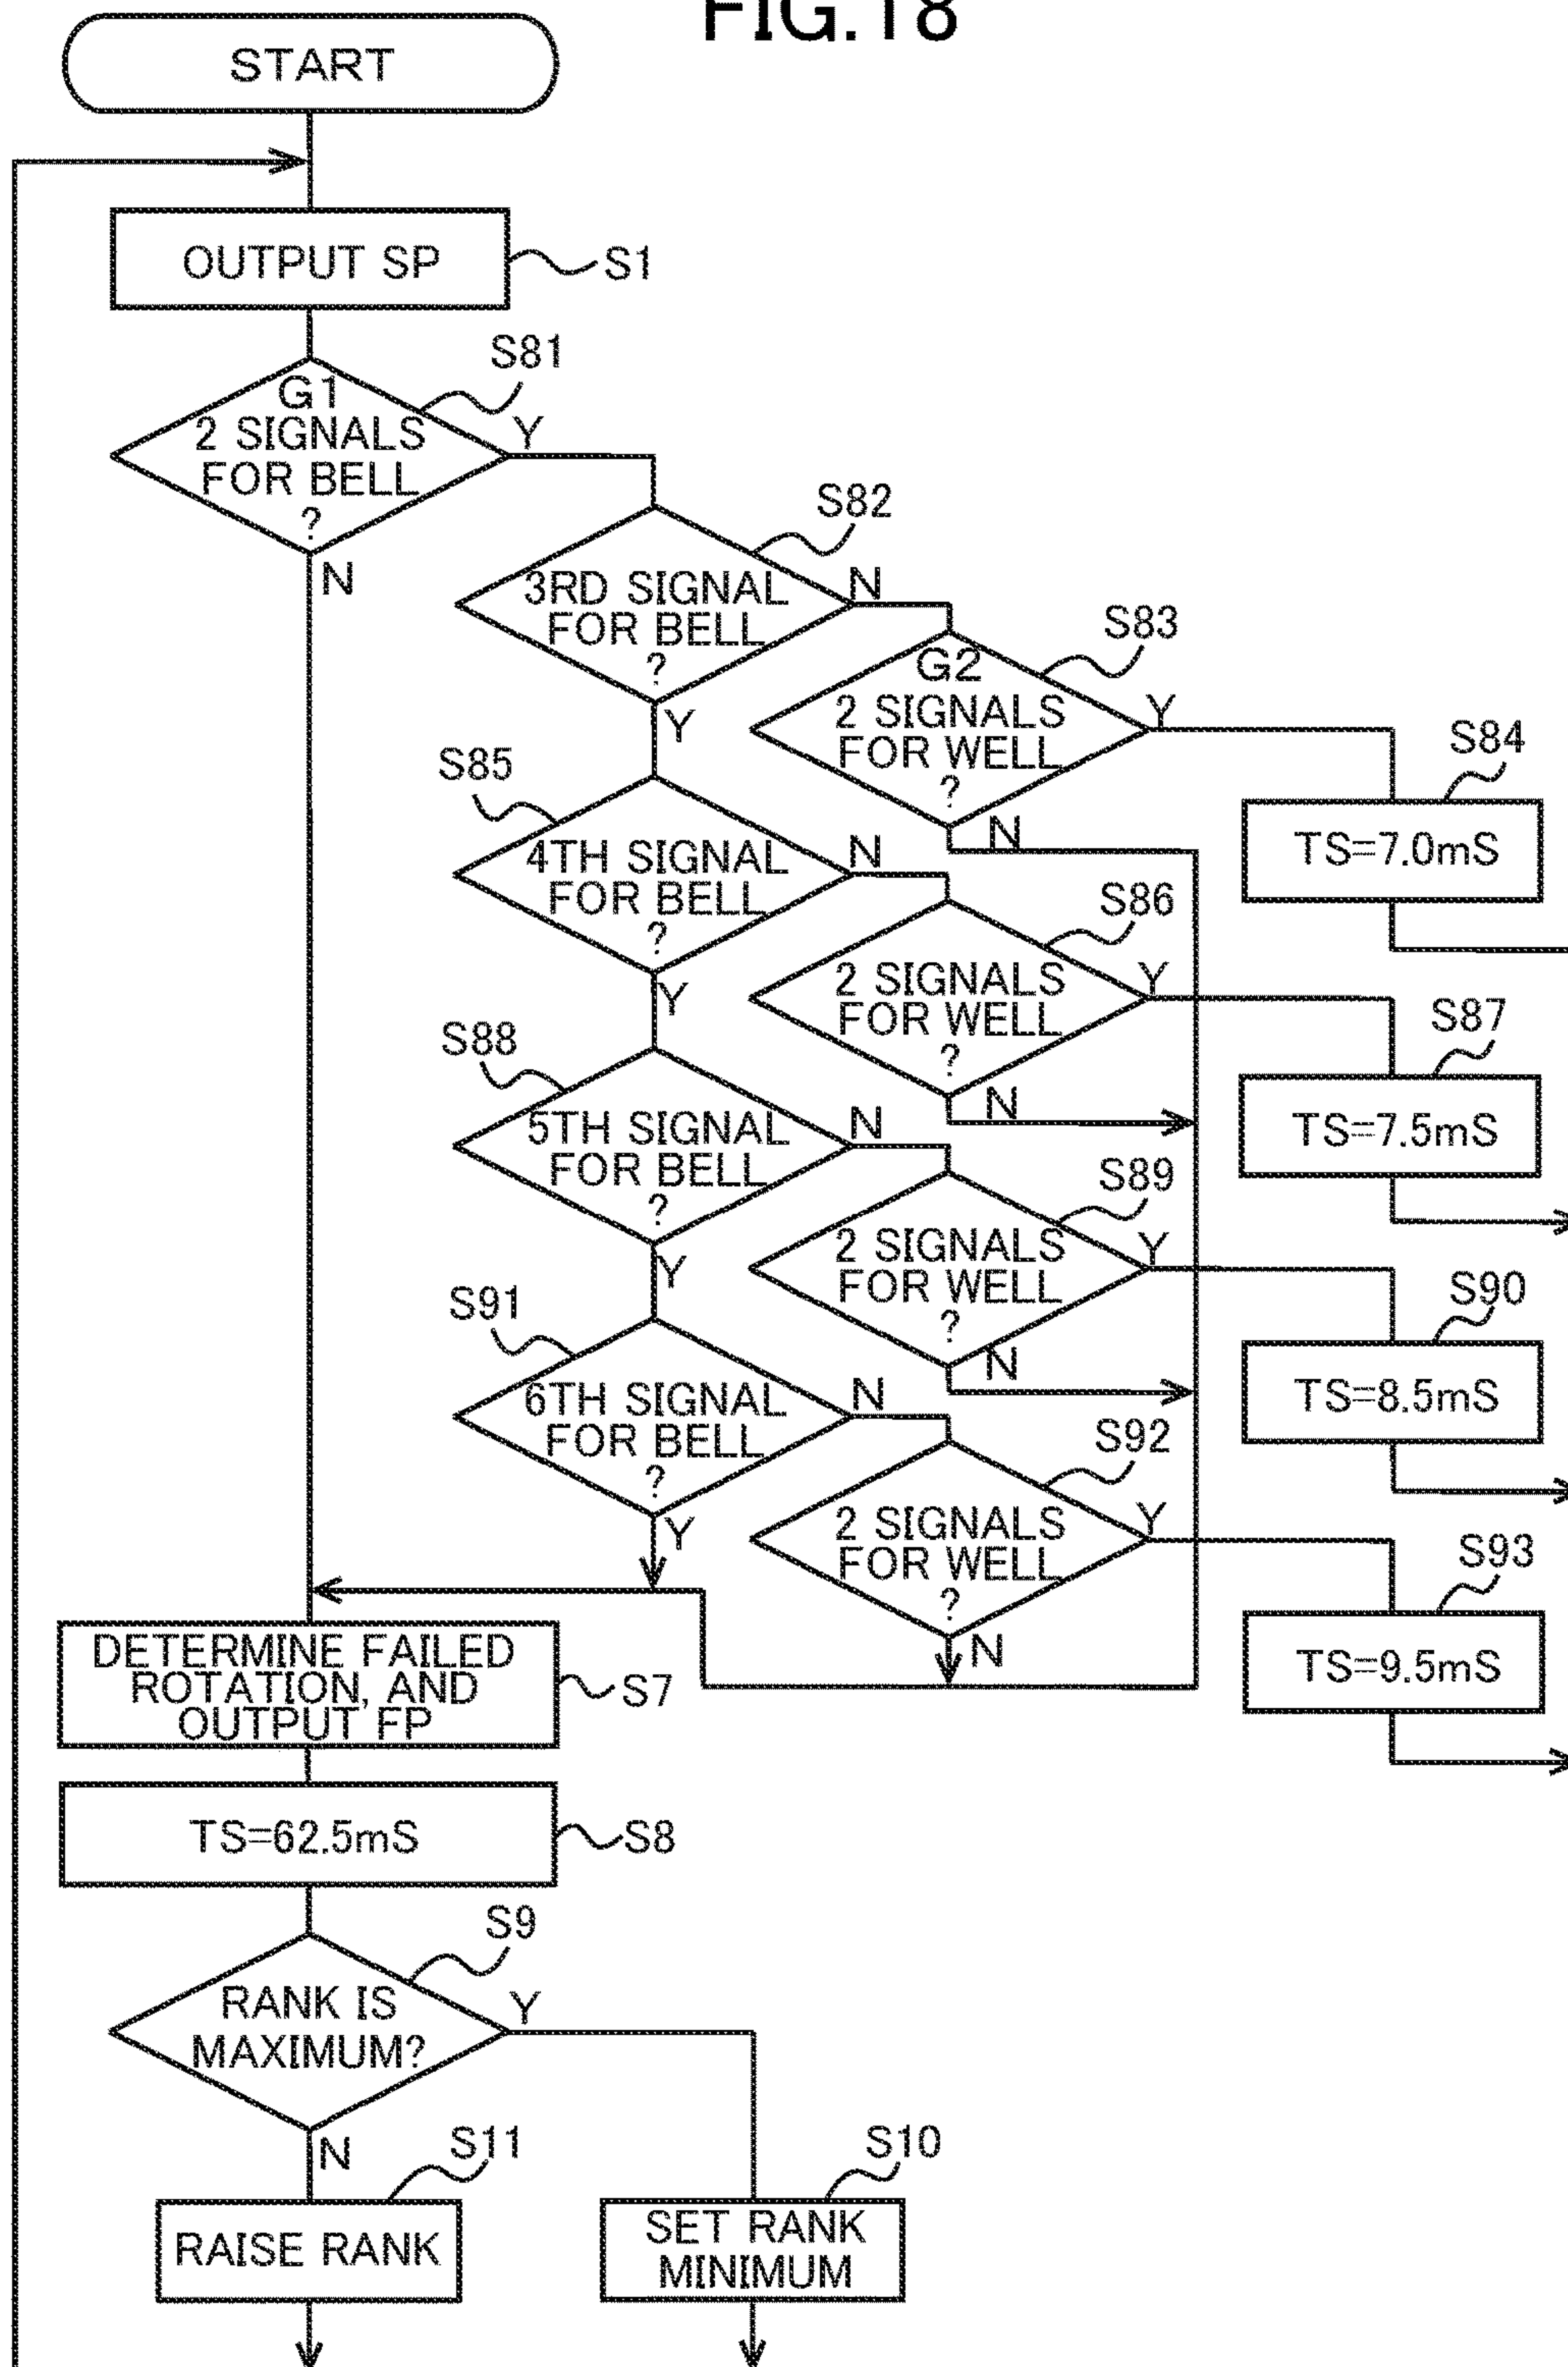 FIG.18
START
OUTPUT SP
S1
S81
G1
2 SIGNALS
FOR BELL
?
Y
N
S82
3RD SIGNAL
FOR BELL
?
N
Y
S83
G2
2 SIGNALS
FOR WELL
?
Y
N
S84
TS=7.0mS
S85
4TH SIGNAL
FOR BELL
?
N
Y
S86
2 SIGNALS
FOR WELL
?
Y
N
S87
TS=7.5mS
S88
5TH SIGNAL
FOR BELL
?
N
Y
S89
2 SIGNALS
FOR WELL
?
Y
N
S90
TS=8.5mS
S91
6TH SIGNAL
FOR BELL
?
N
Y
S92
2 SIGNALS
FOR WELL
?
Y
N
S93
TS=9.5mS
DETERMINE FAILED
ROTATION, AND
OUTPUT FP
S7
TS=62.5mS
S8
S9
RANK IS
MAXIMUM?
Y
N
S11
RAISE RANK
S10
SET RANK
MINIMUM